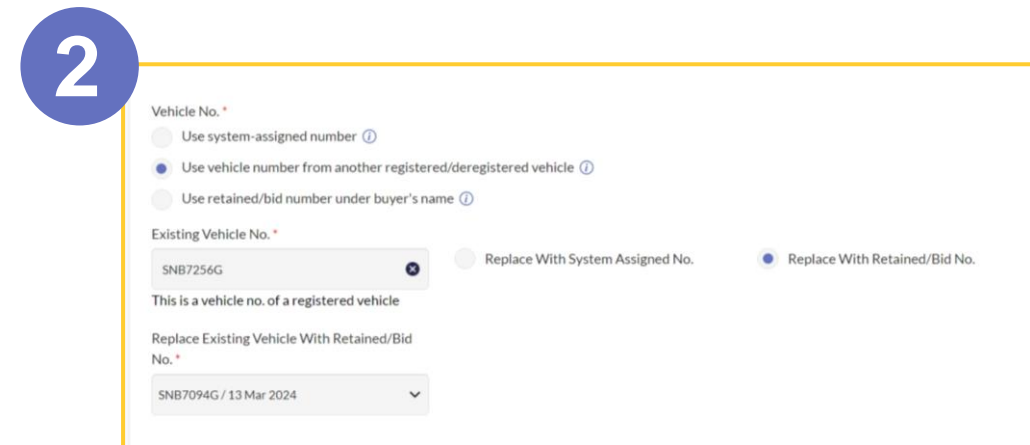 2
Vehicle No. *
Use system-assigned number
Use vehicle number from another registered/deregistered vehicle
Use retained/bid number under buyer's name
Existing Vehicle No. *
SNB7256G
Replace With System Assigned No.
Replace With Retained/Bid No.
This is a vehicle no. of a registered vehicle
Replace Existing Vehicle With Retained/Bid
No. *
SNB7094G / 13 Mar 2024